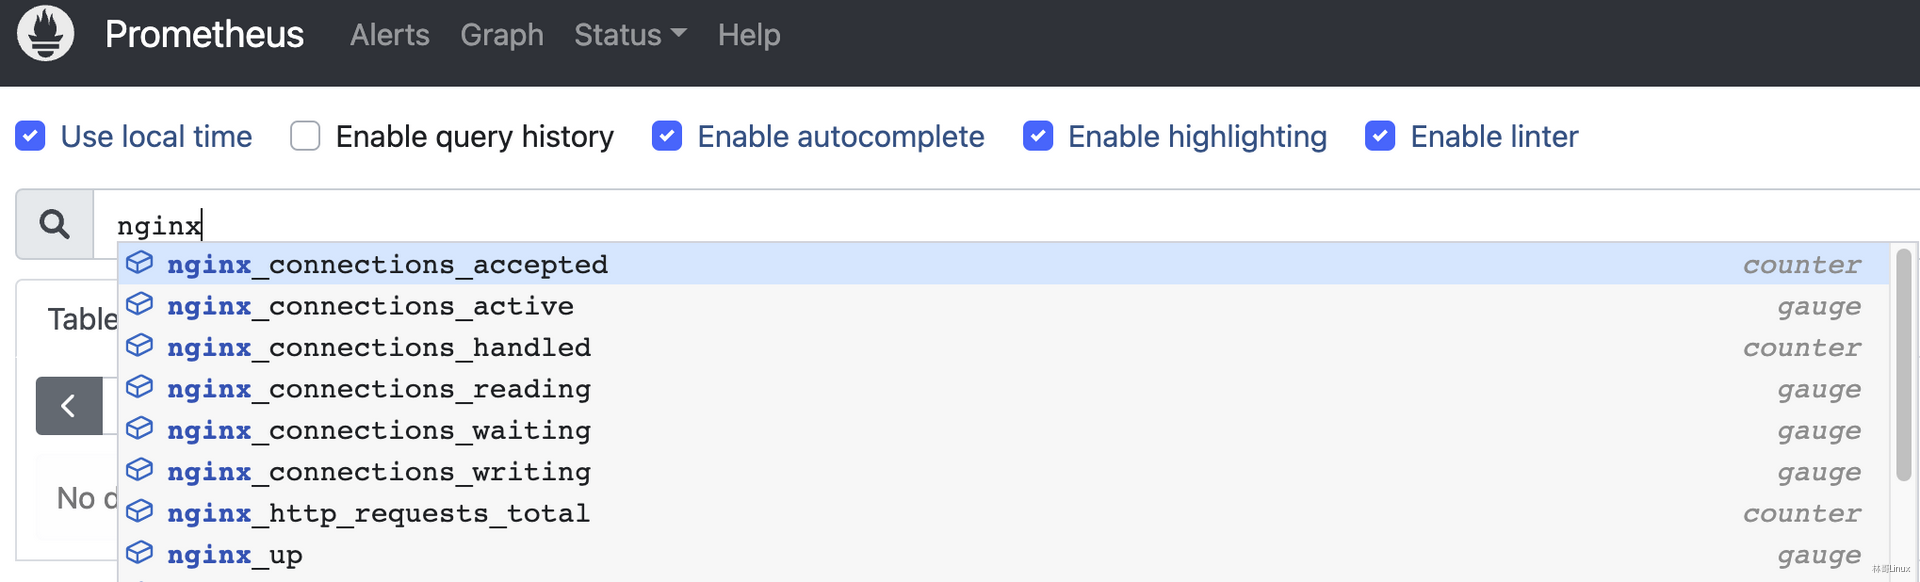 Prometheus Alerts Graph Status Help
Use local time Enable query history Enable autocomplete Enable highlighting Enable linter
nginx
nginx_connections_accepted counter
nginx_connections_active gauge
Table
nginx_connections_handled counter
nginx_connections_reading gauge
nginx_connections_waiting gauge
nginx_connections_writing gauge
No d
nginx_http_requests_total counter
nginx_up gauge
Linux